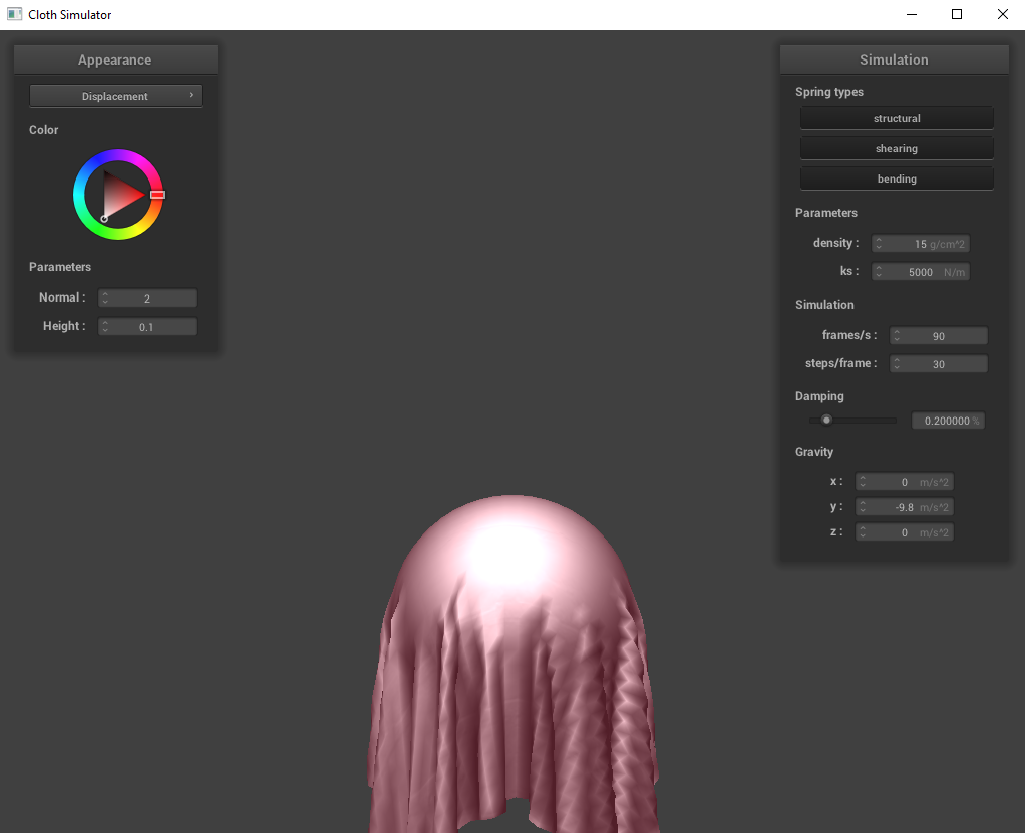 Cloth Simulator
Appearance
Displacement
Color
Parameters
Normal : 2
Height : 0.1
Simulation
Spring types
structural
shearing
bending
Parameters
density : 15 g/cm^2
ks : 5000 N/m
Simulation
frames/s : 90
steps/frame : 30
Damping
0.200000 %
Gravity
x : 0 m/s^2
y : -9.8 m/s^2
z : 0 m/s^2